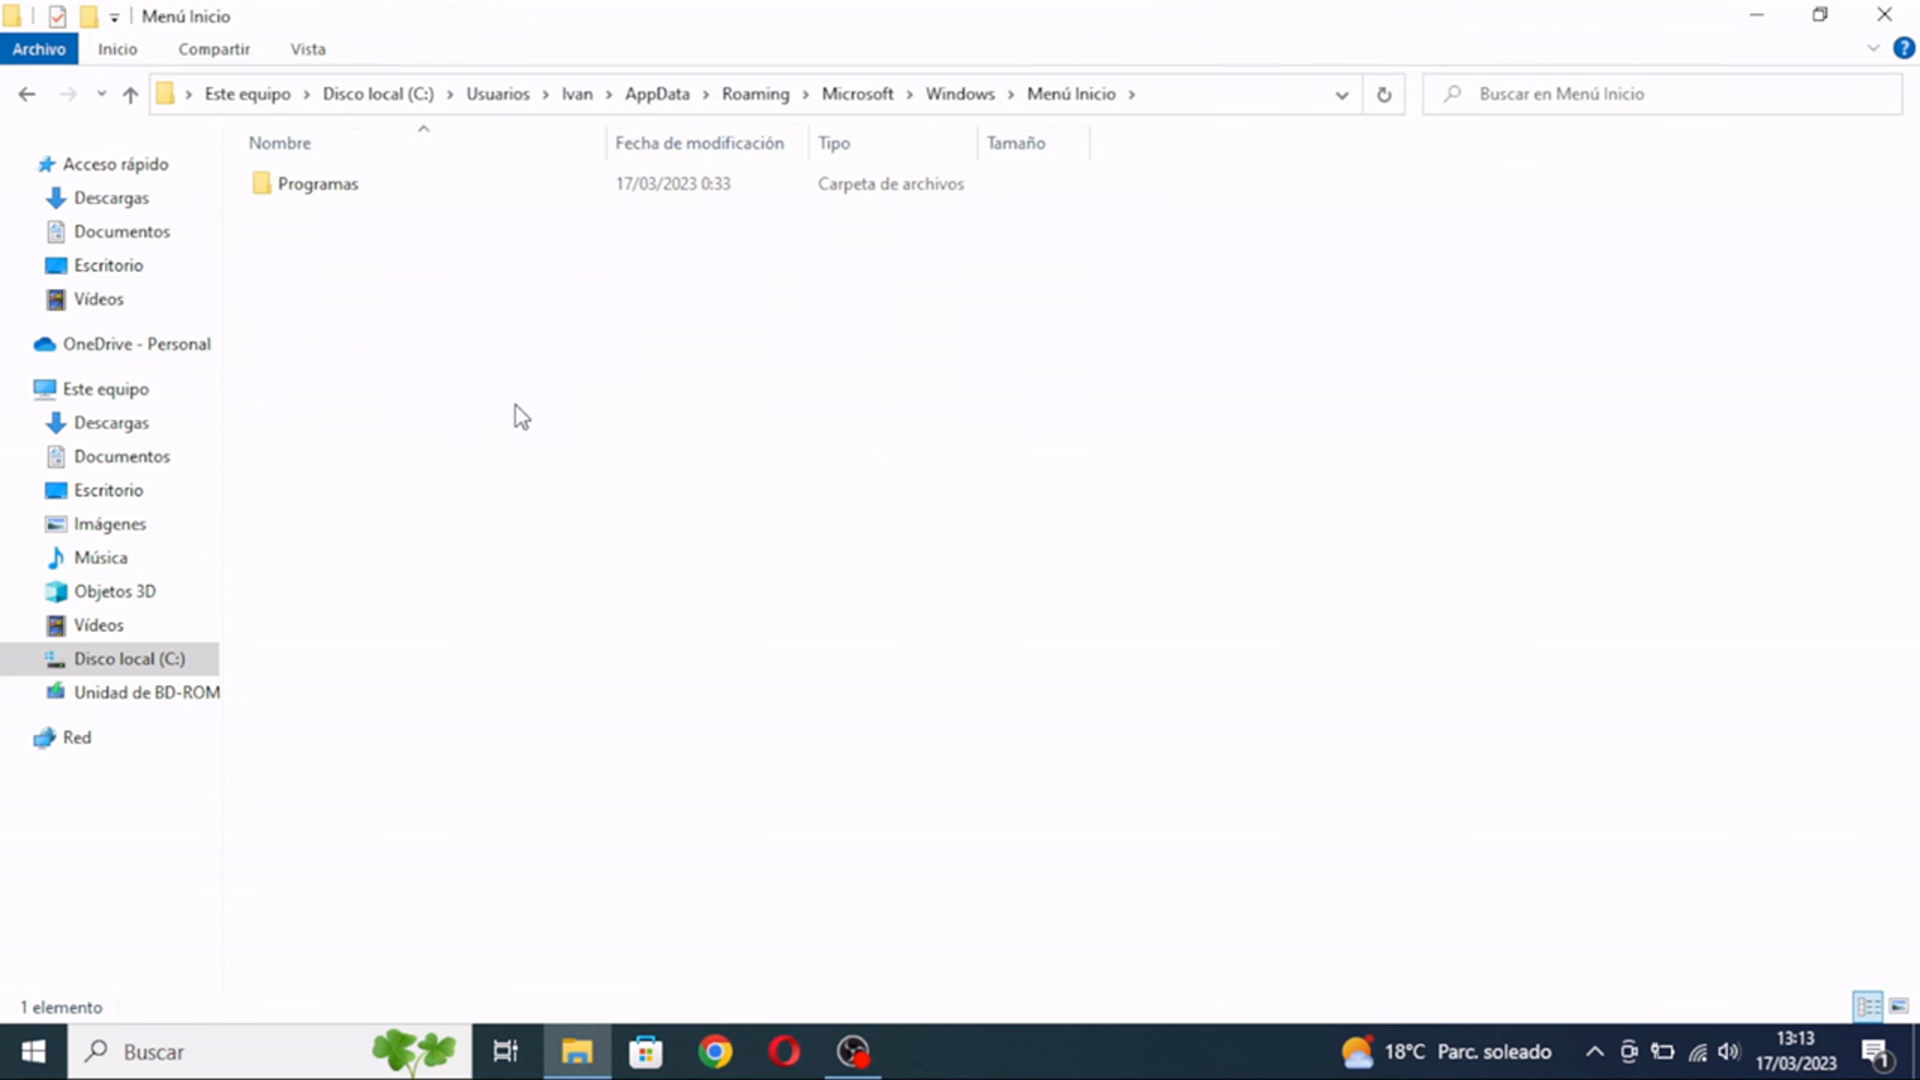 Menú Inicio
Archivo Inicio Compartir Vista
Este equipo Disco local (C:) Usuarios Ivan AppData Roaming Microsoft Windows Menú Inicio
Buscar en Menú Inicio
Nombre Fecha de modificación Tipo Tamaño
Programas 17/03/2023 0:33 Carpeta de archivos
Acceso rápido
Descargas
Documentos
Escritorio
Vídeos
OneDrive - Personal
Este equipo
Descargas
Documentos
Escritorio
Imágenes
Música
Objetos 3D
Vídeos
Disco local (C:)
Unidad de BD-ROM
Red
1 elemento
Buscar
18°C Parc. soleado
13:13
17/03/2023
1